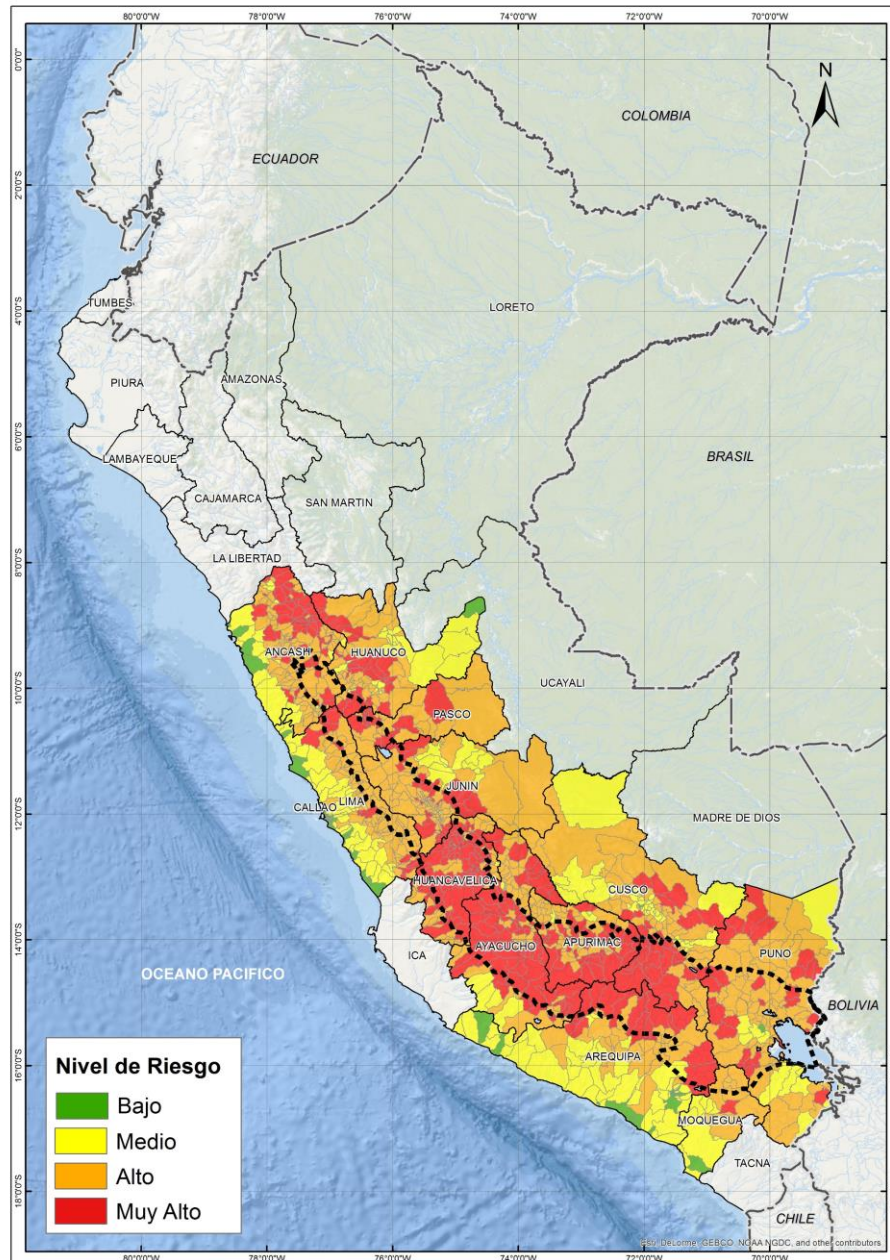 80°0'0"O 78°0'0"O 76°0'0"O 74°0'0"O 72°0'0"O 70°0'0"O
0°0'0"
2°0'0"S
4°0'0"S
6°0'0"S
8°0'0"S
10°0'0"S
12°0'0"S
14°0'0"S
16°0'0"S
18°0'0"S
N
COLOMBIA
ECUADOR
TUMBES
LORETO
PIURA
AMAZONAS
LAMBAYEQUE
CAJAMARCA
SAN MARTIN
BRASIL
LA LIBERTAD
ANCASH
HUANUCO
UCAYALI
PASCO
JUNIN
CALLAO
LIMA
MADRE DE DIOS
HUANCAVELICA
CUSCO
ICA
AYACUCHO
APURIMAC
PUNO
OCEANO PACIFICO
BOLIVIA
AREQUIPA
MOQUEGUA
TACNA
CHILE
Nivel de Riesgo
Bajo
Medio
Alto
Muy Alto
Esri, DeLorme, GEBCO, NOAA NGDC, and other contributors
80°0'0"O 78°0'0"O 76°0'0"O 74°0'0"O 72°0'0"O 70°0'0"O